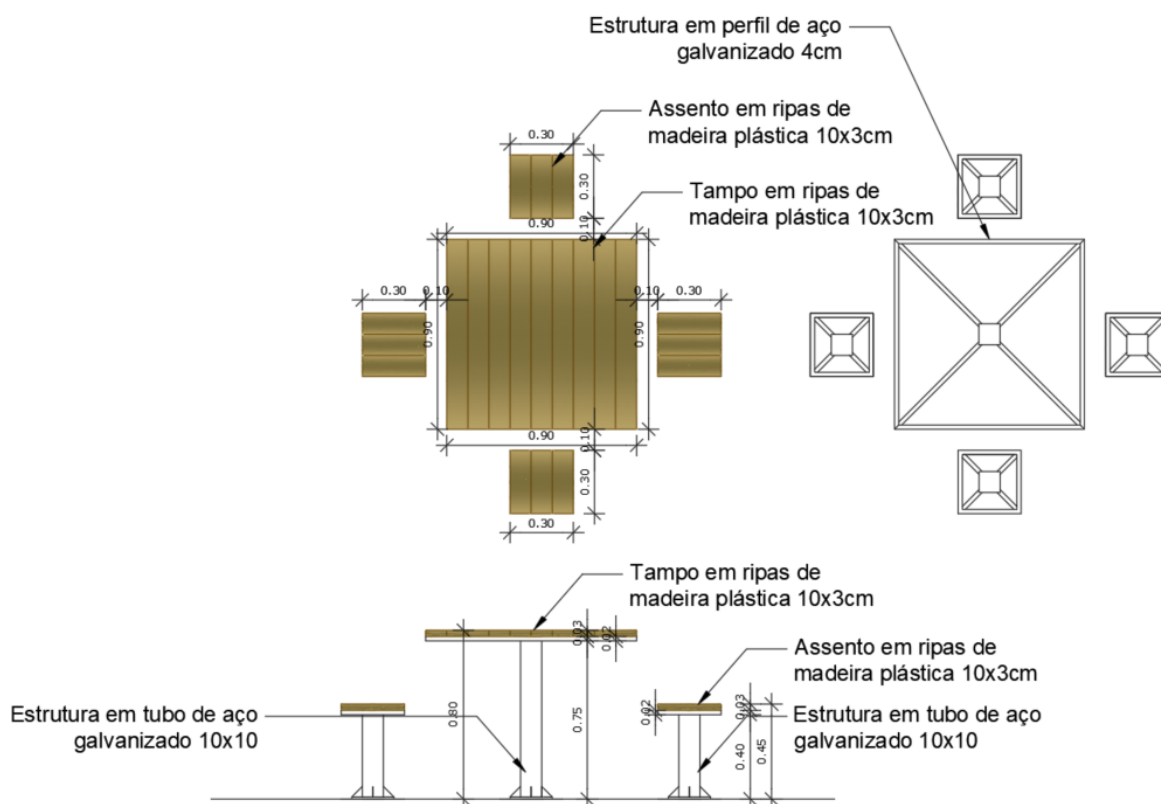 Estrutura em perfil de aço
galvanizado 4cm
Assento em ripas de
madeira plástica 10x3cm
0.30
0.30
Tampo em ripas de
madeira plástica 10x3cm
0.10
0.90
0.30
0.10
0.10
0.30
0.90
0.90
0.90
0.10
0.30
0.30
Tampo em ripas de
madeira plástica 10x3cm
0.03
0.02
Assento em ripas de
madeira plástica 10x3cm
Estrutura em tubo de aço
galvanizado 10x10
0.80
0.75
0.02
0.03
Estrutura em tubo de aço
galvanizado 10x10
0.40
0.45